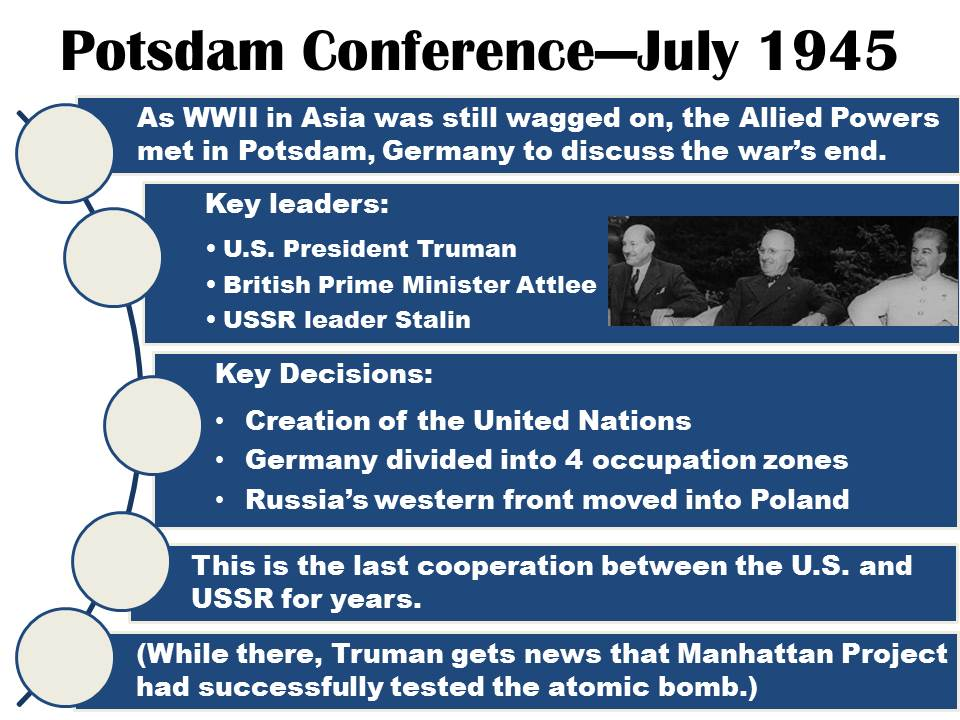 Potsdam Conference—July 1945
As WWII in Asia was still wagged on, the Allied Powers
met in Potsdam, Germany to discuss the war’s end.
Key leaders:
• U.S. President Truman
• British Prime Minister Attlee
• USSR leader Stalin
Key Decisions:
• Creation of the United Nations
• Germany divided into 4 occupation zones
• Russia’s western front moved into Poland
This is the last cooperation between the U.S. and
USSR for years.
(While there, Truman gets news that Manhattan Project
had successfully tested the atomic bomb.)